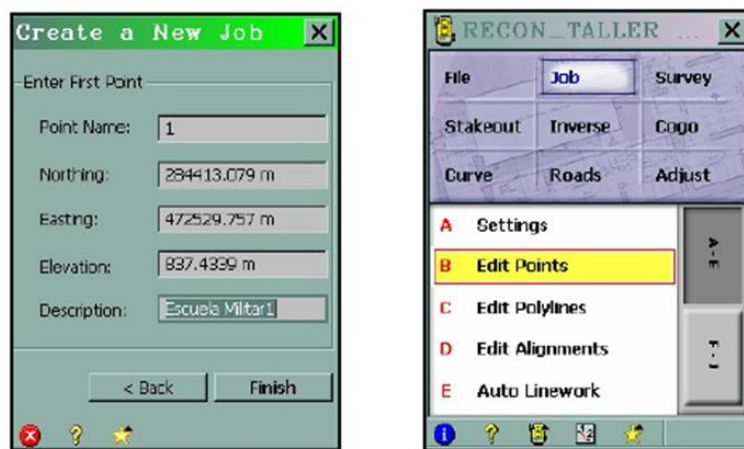 Create a New Job
Enter First Point
Point Name: 1
Northing: 284413.079 m
Easting: 472529.757 m
Elevation: 837.4339 m
Description: Escuela Militar1
< Back Finish
RECON_TALLER ...
File Job Survey
Stakeout Inverse Cogo
Curve Roads Adjust
A Settings
B Edit Points
C Edit Polylines
D Edit Alignments
E Auto Linework
A-E
F-J